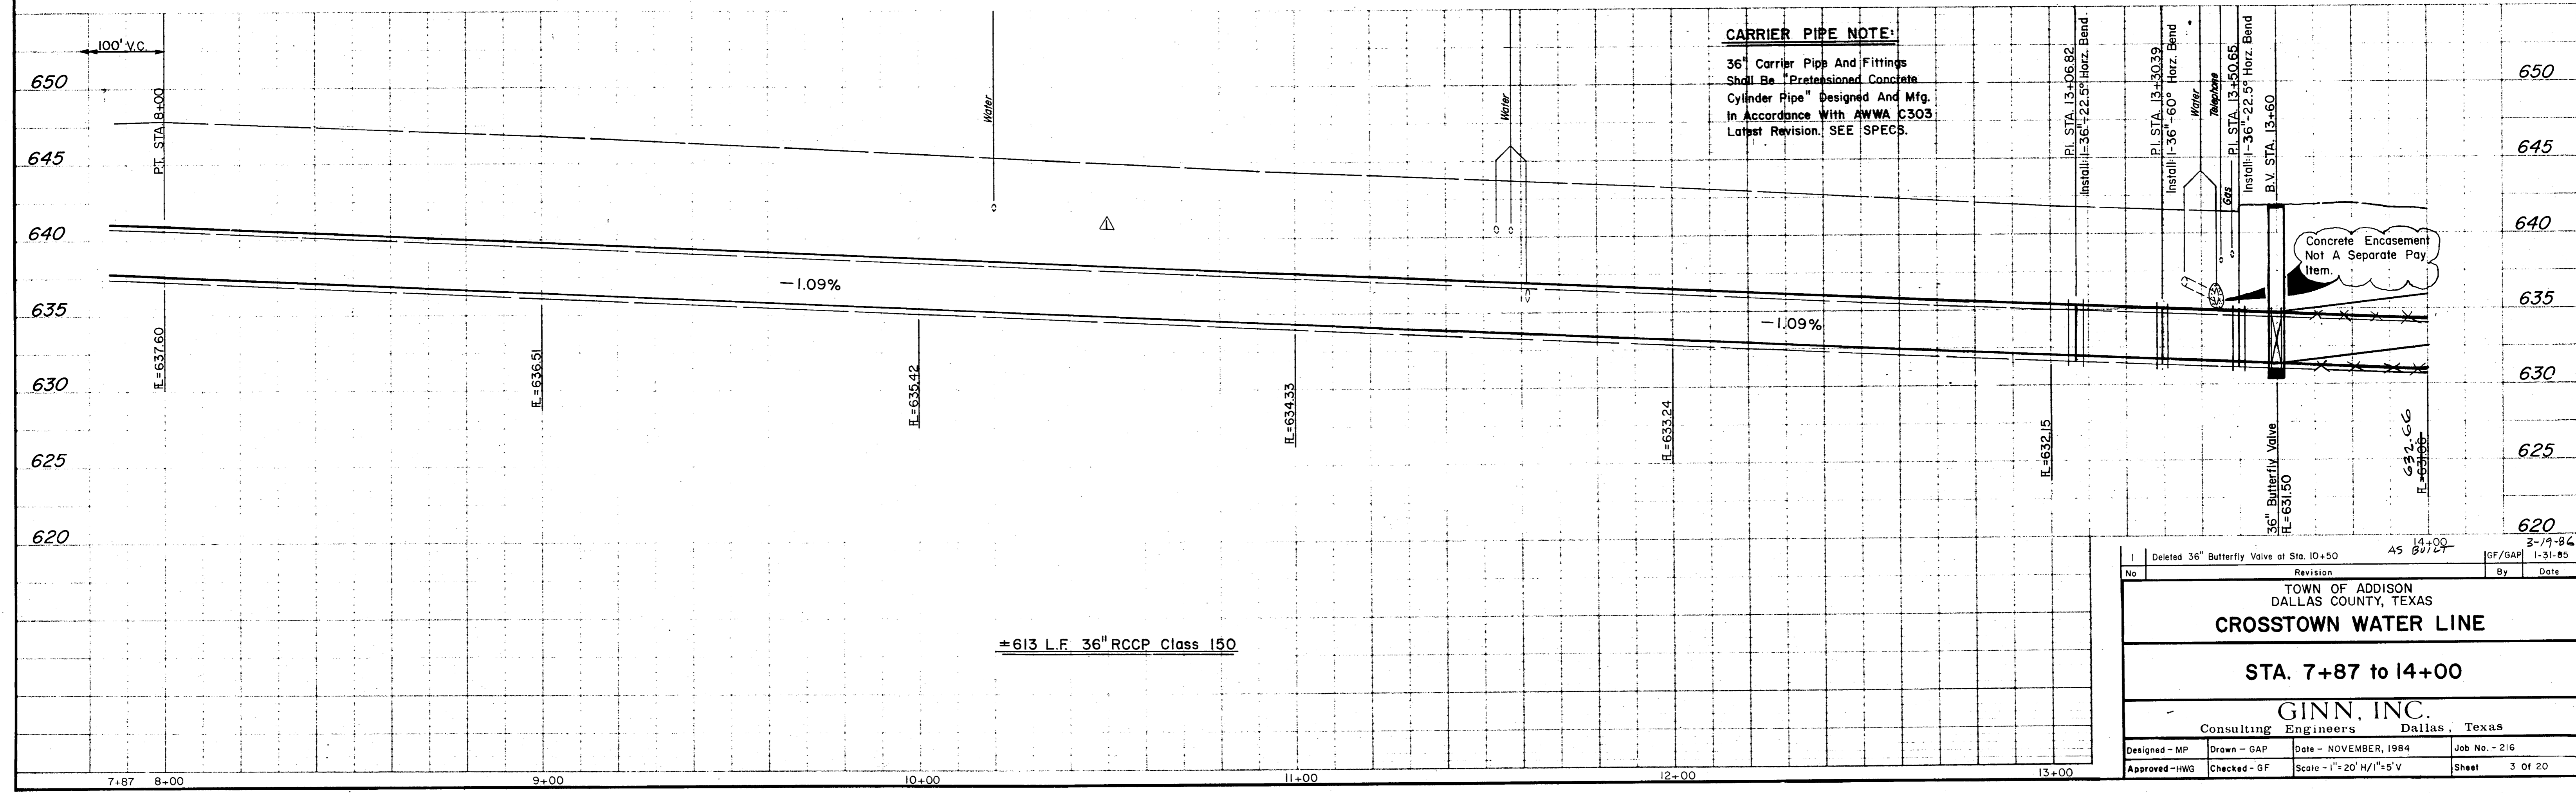 100' V.C.
650
645
640
635
630
625
620
P.T. STA. 8+00
Water
Water
CARRIER PIPE NOTE:
36" Carrier Pipe And Fittings
Shall Be "Pretensioned Concrete
Cylinder Pipe" Designed And Mfg.
In Accordance With AWWA C303
Latest Revision. SEE SPECS.
P.I. STA. 13+06.82
Install: 1-36"-22.5° Horz. Bend
P.I. STA. 13+30.39
Install: 1-36"-60° Horz. Bend
Water
Telephone
Gas
P.I. STA. 13+50.65
Install: 1-36"-22.5° Horz. Bend
B.V. STA. 13+60
650
645
640
635
630
625
620
Concrete Encasement
Not A Separate Pay
Item.
1
-1.09%
-1.09%
FL=637.60
FL=636.51
FL=635.42
FL=634.33
FL=633.24
FL=632.15
36" Butterfly Valve
FL=631.50
632.66
FL=631.06
14+00
±613 L.F. 36" RCCP Class 150
7+87
8+00
9+00
10+00
11+00
12+00
13+00
AS BUILT 3-19-86
1 Deleted 36" Butterfly Valve at Sta. 10+50 GF/GAP 1-31-85
No Revision By Date
TOWN OF ADDISON
DALLAS COUNTY, TEXAS
CROSSTOWN WATER LINE
STA. 7+87 to 14+00
GINN, INC.
Consulting Engineers Dallas, Texas
Designed - MP Drawn - GAP Date - NOVEMBER, 1984 Job No. - 216
Approved - HWG Checked - GF Scale - 1"=20' H/1"=5' V Sheet 3 Of 20